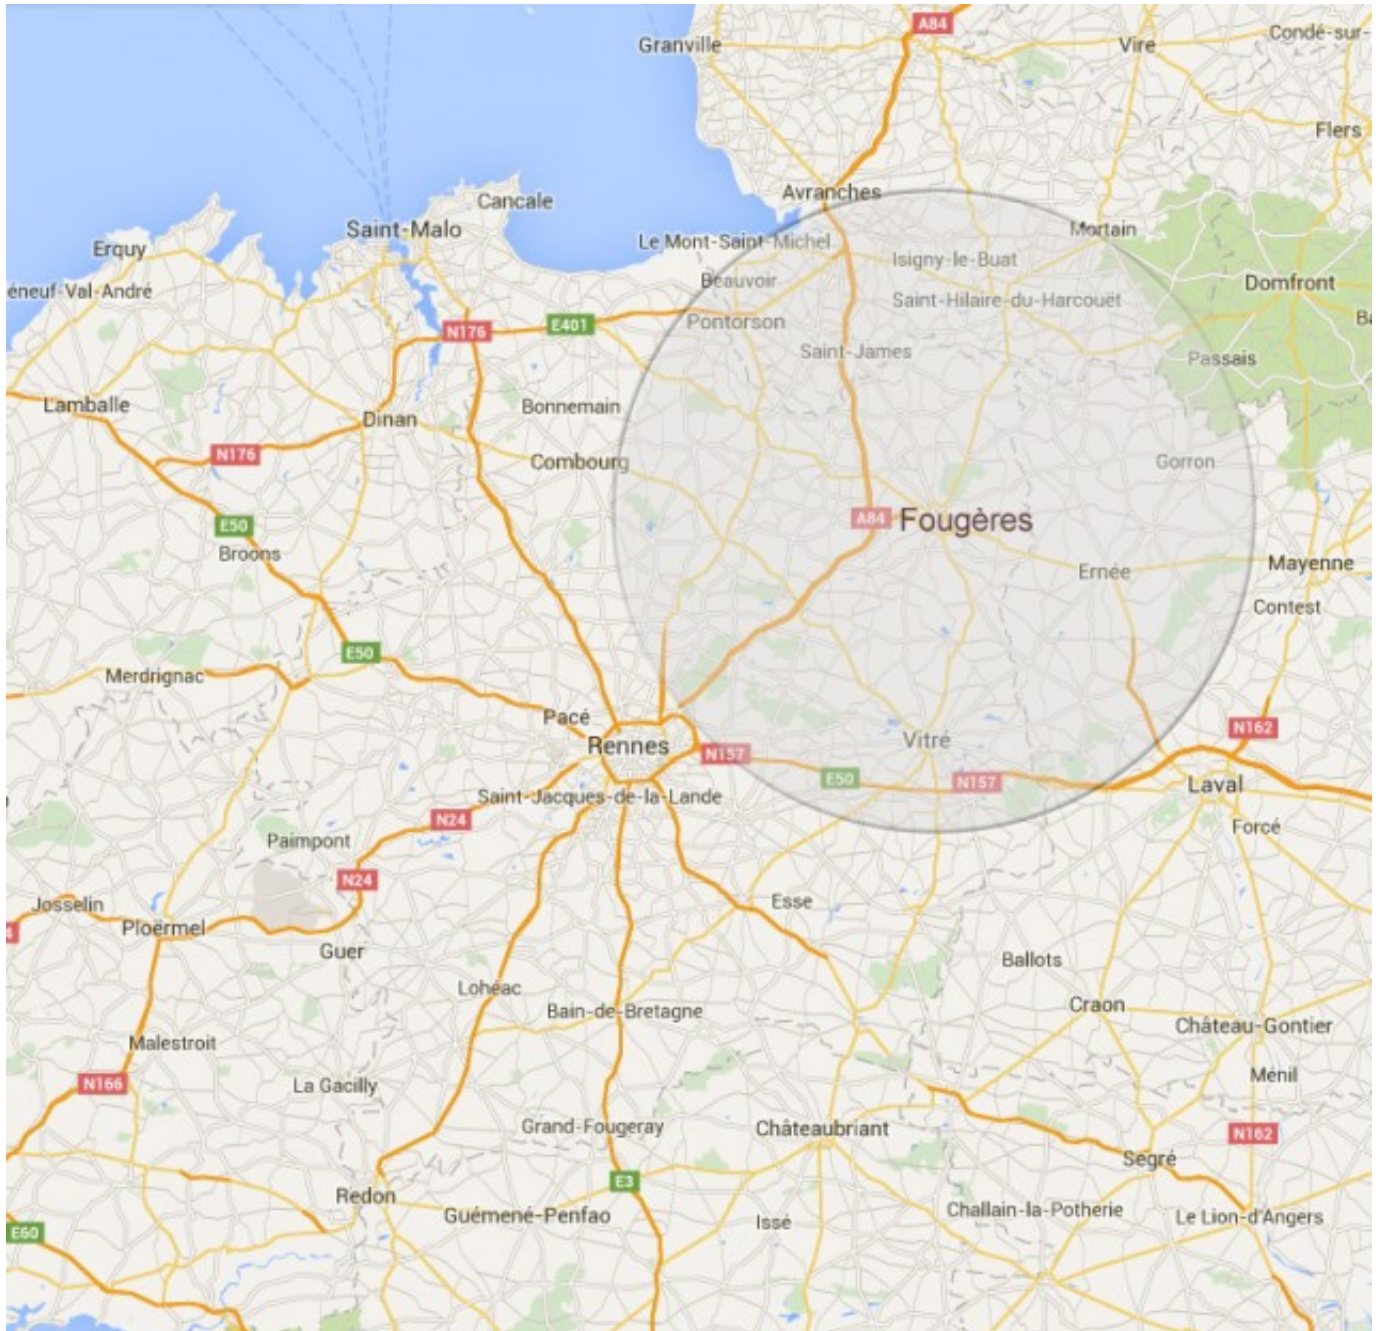 A84
Granville
Vire
Condé-sur-
Flers
Avranches
Cancale
Saint-Malo
Mortain
Le Mont-Saint-Michel
Erquy
Isigny-le-Buat
Beauvoir
Domfront
éneuf-Val-André
Saint-Hilaire-du-Harcouët
Ba
Pontorson
E401
N176
Saint-James
Passais
Lamballe
Bonnemain
Dinan
N176
Combourg
Gorron
A84
Fougères
E50
Broons
Ernée
Mayenne
Contest
E50
Merdrignac
Pacé
N162
Rennes
Vitré
N157
E50
N157
Laval
Saint-Jacques-de-la-Lande
N24
Forcé
Paimpont
N24
Josselin
Esse
Ploërmel
4
Guer
Ballots
Lohéac
Craon
Bain-de-Bretagne
Château-Gontier
Malestroit
Ménil
N166
La Gacilly
Grand-Fougeray
Châteaubriant
N162
Segré
E3
Redon
Guémené-Penfao
Issé
Challain-la-Potherie
Le Lion-d'Angers
E60